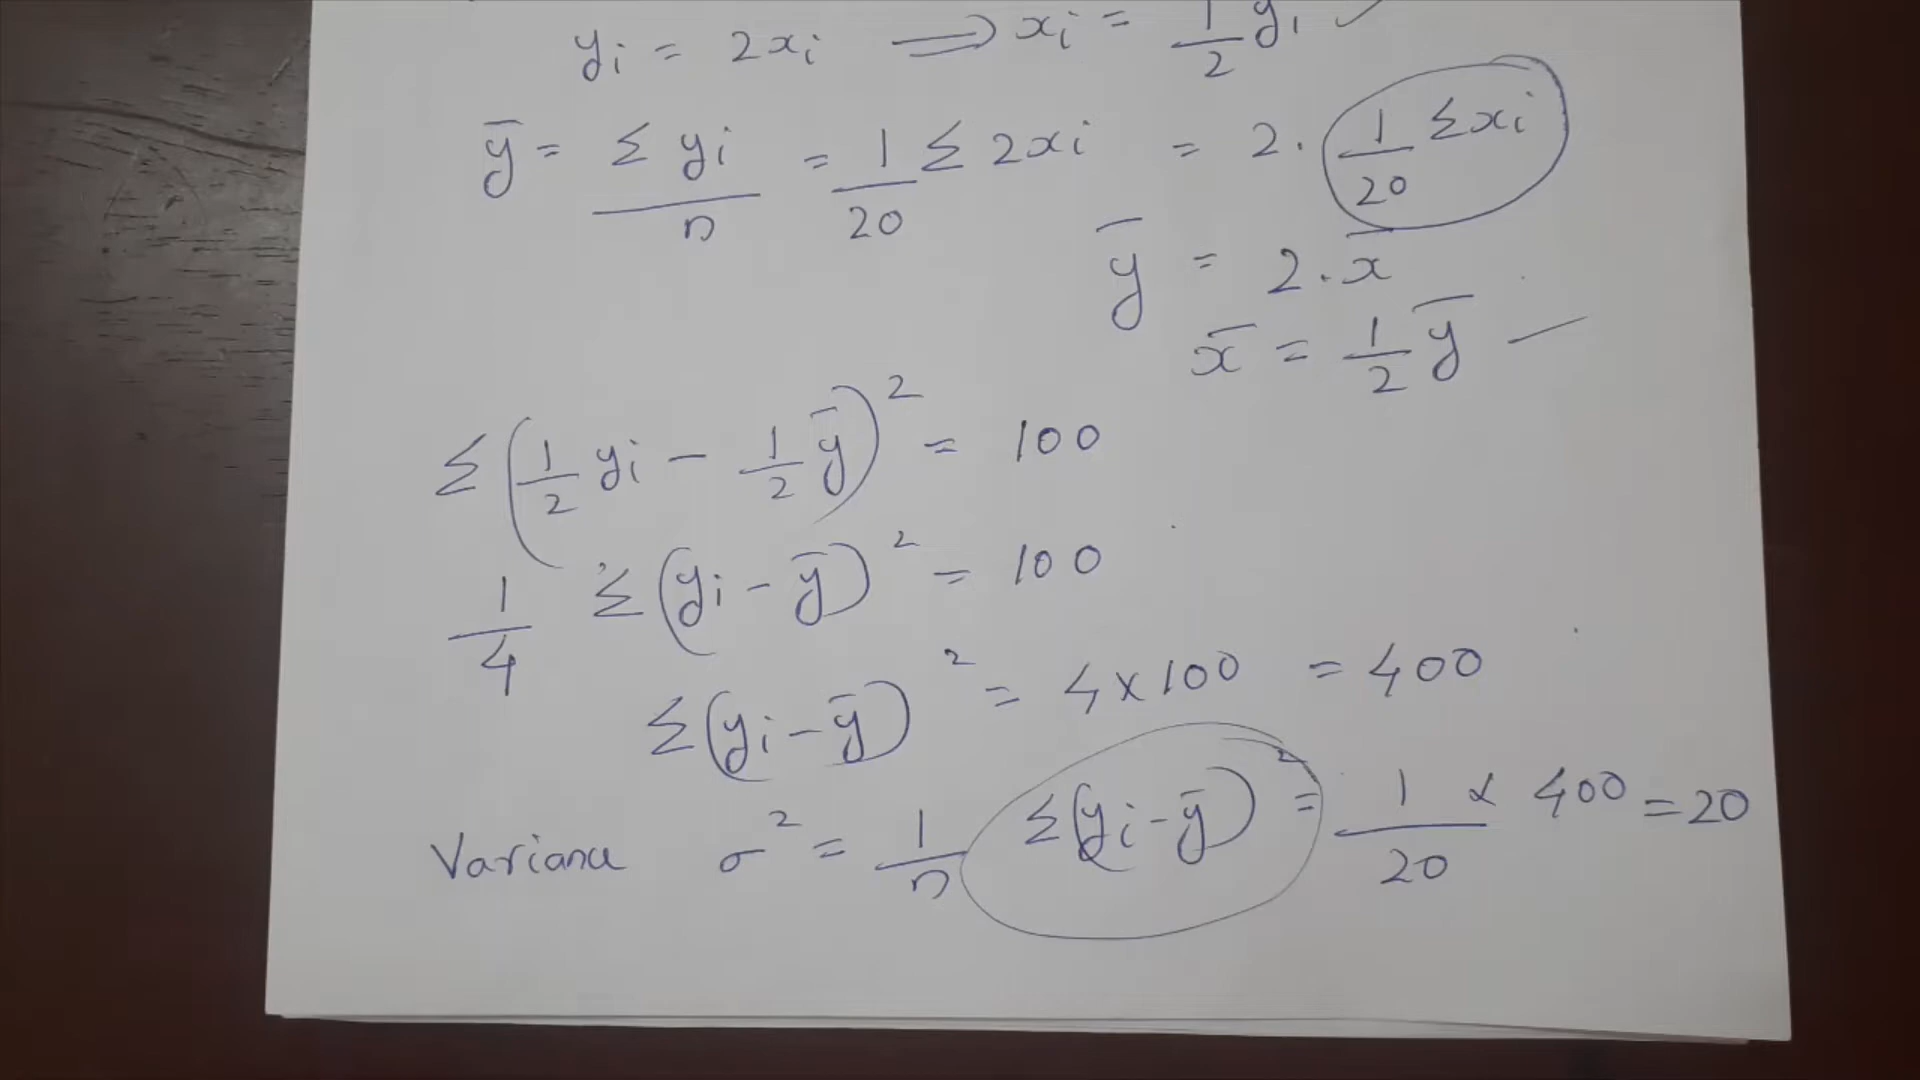 yi = 2xi ⟹ xi = 1/2 yi ✓
ȳ = Σ yi / n = 1/20 Σ 2xi = 2 . 1/20 Σxi
ȳ = 2 . x̄
x̄ = 1/2 ȳ –
Σ(1/2 yi – 1/2 ȳ)² = 100
1/4 Σ(yi – ȳ)² = 100
Σ(yi – ȳ)² = 4 x 100 = 400
Variance σ² = 1/n Σ(yi – ȳ)² = 1/20 x 400 = 20